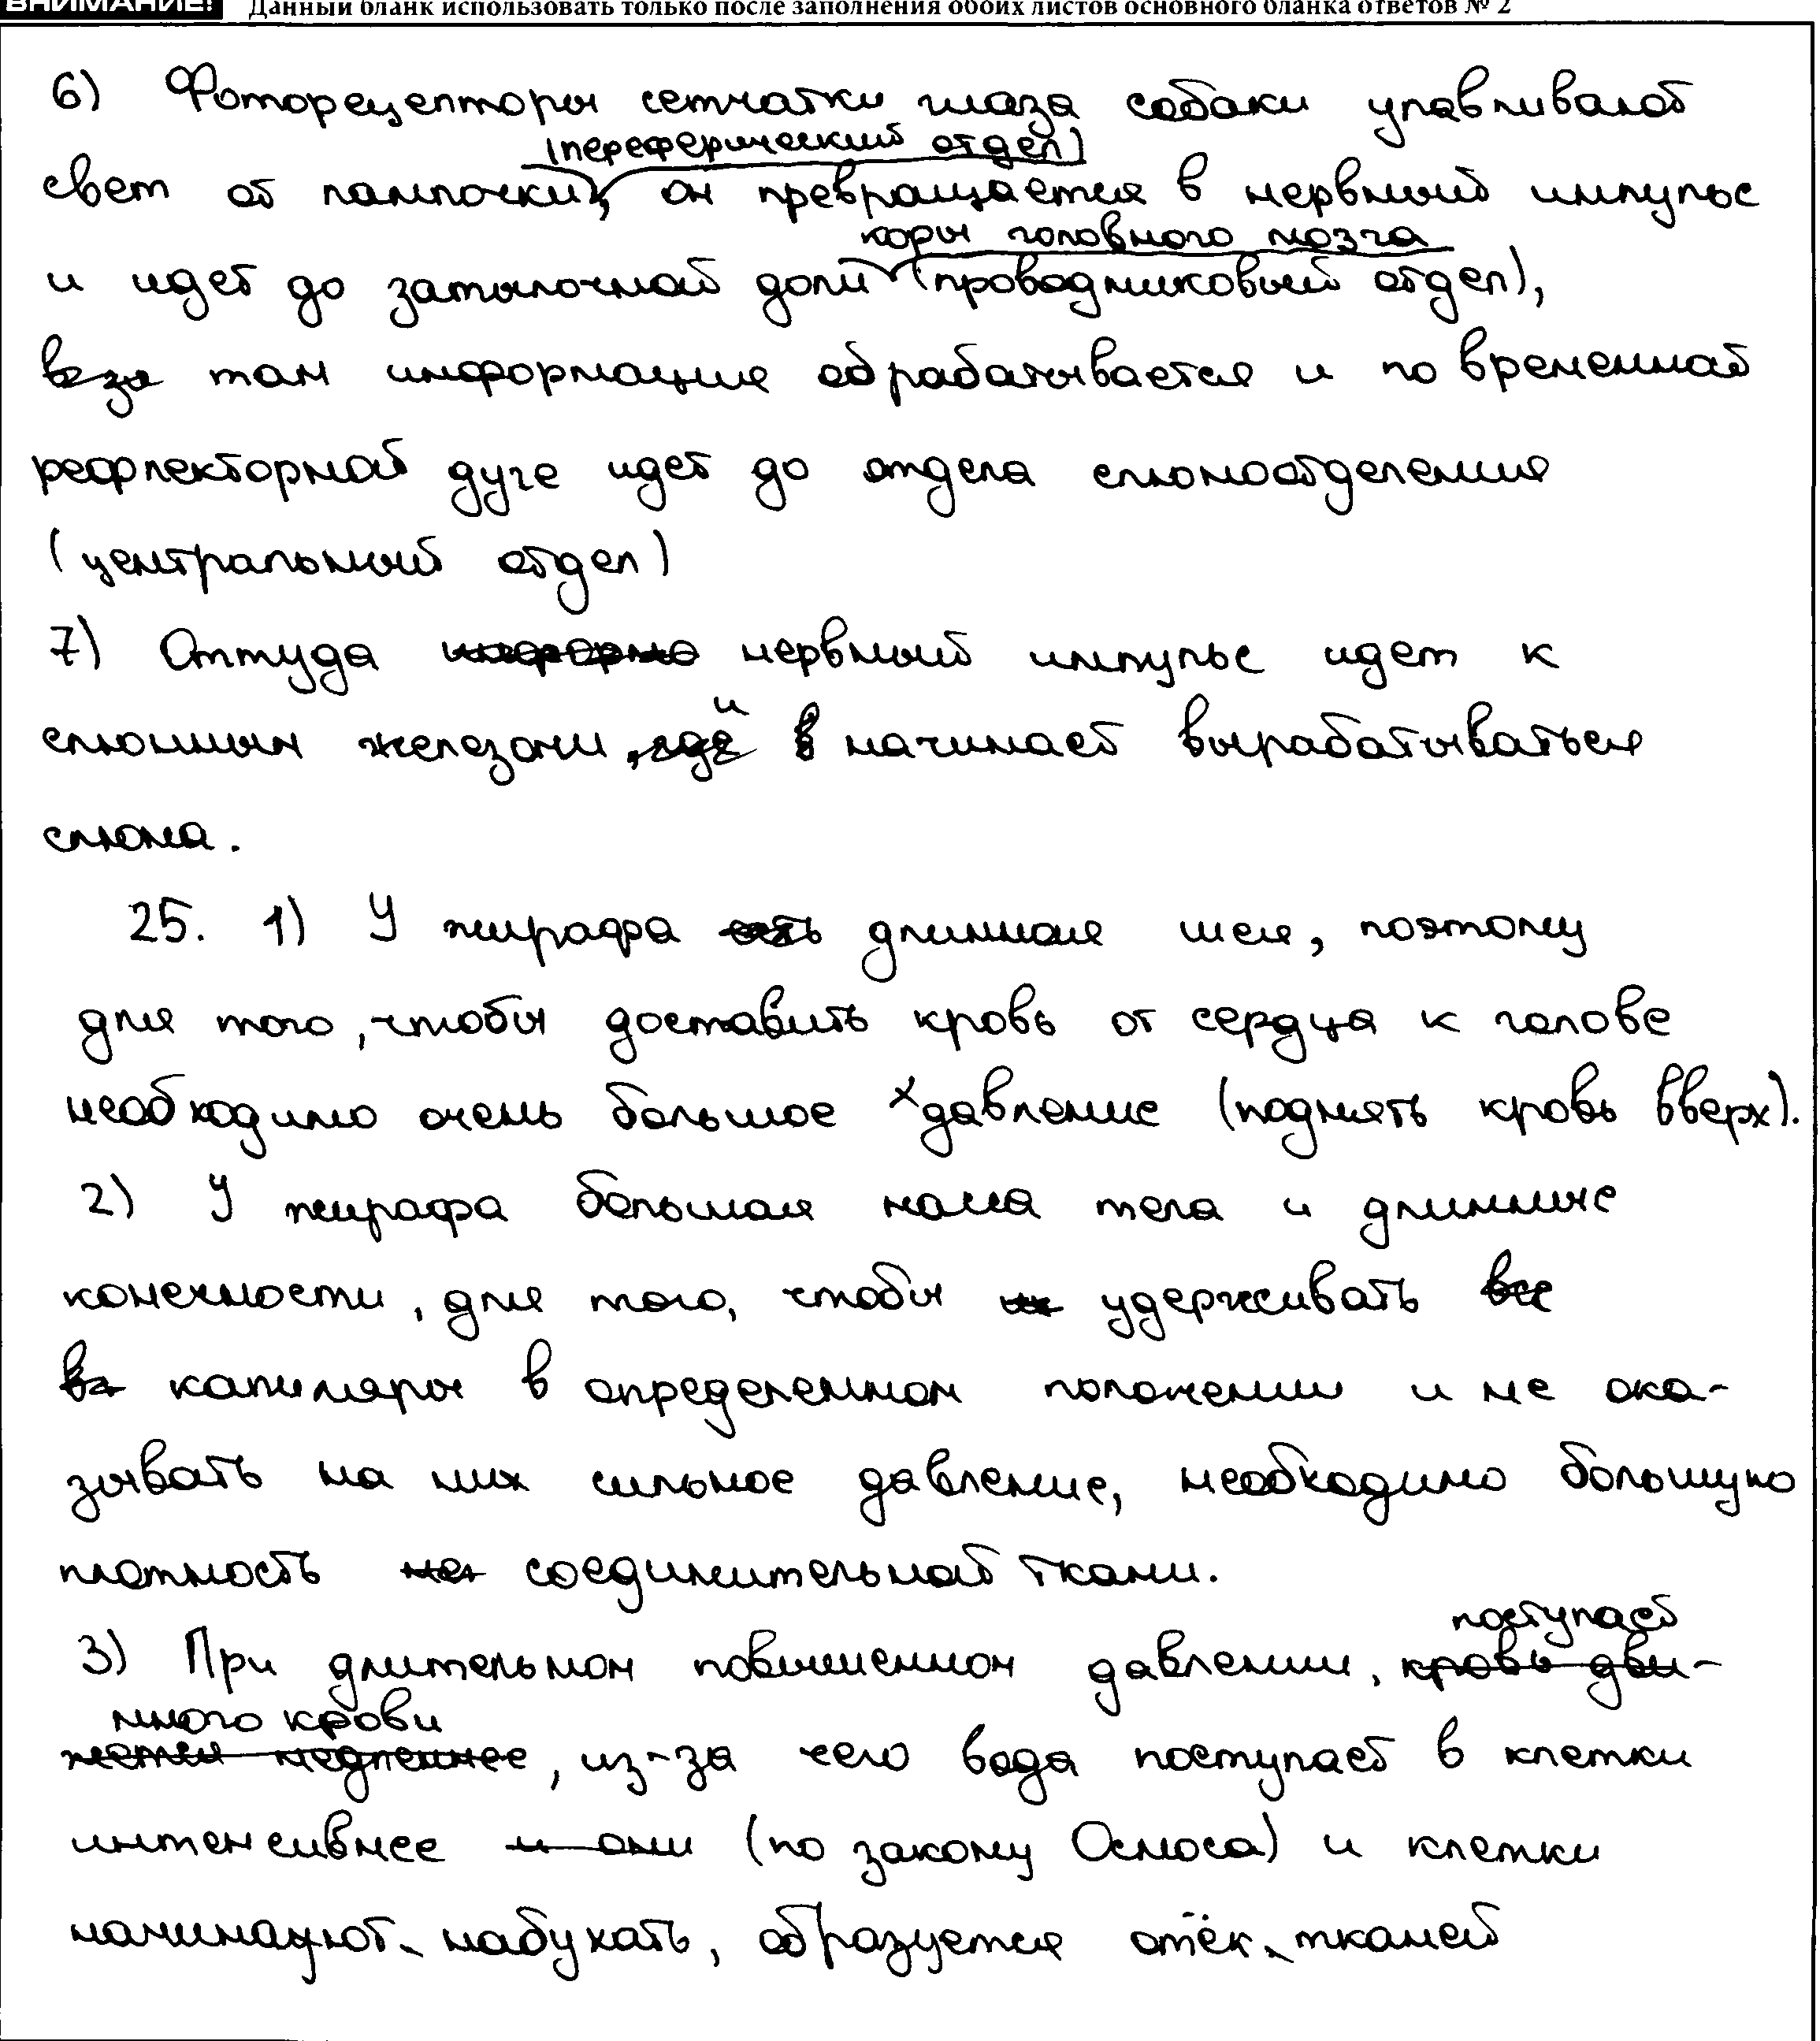 ВНИМАНИЕ! Данный бланк использовать только после заполнения обоих листов основного бланка ответов № 2
6) Фоторецепторы сетчатки глаза собаки улавливают
(переферический отдел)
свет от лампочки, он превращается в нервный импульс
коры головного мозга
и идет до затылочной доли (проводниковый отдел),
там информация обрабатывается и по временной
рефлекторной дуге идет до отдела слюноотделения
(центральный отдел)
7) Оттуда нервный импульс идет к
слюнным железам, и начинает вырабатываться
слюна.
25. 1) У жирафа длинная шея, поэтому
для того, чтобы доставить кровь от сердца к голове
необходимо очень большое давление (поднять кровь вверх).
2) У жирафа большая масса тела и длинные
конечности, для того, чтобы удерживать
капилляры в определенном положении и не ока-
зывать на них сильное давление, необходимо большую
плотность соединительной ткани.
поступает
3) При длительном повышенном давлении,
много крови
, из-за чего вода поступает в клетки
интенсивнее (по закону Осмоса) и клетки
начинают набухать, образуется отёк тканей